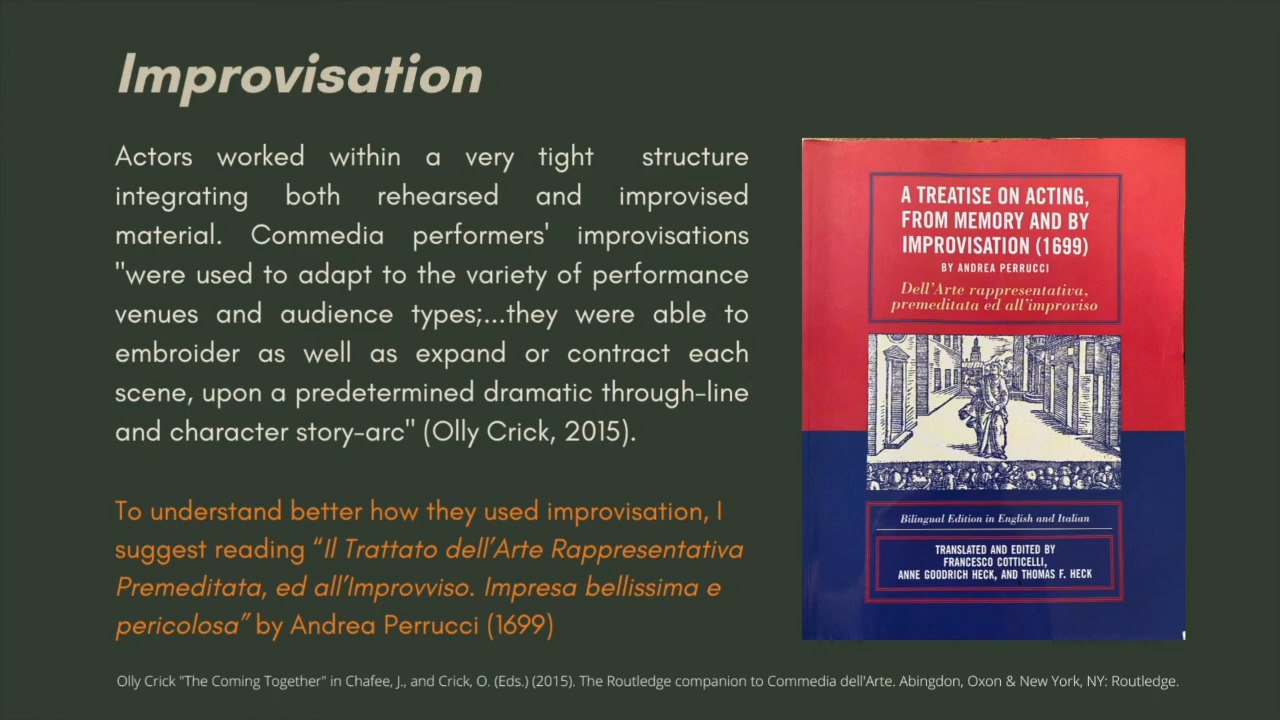 Improvisation
Actors worked within a very tight structure
integrating both rehearsed and improvised
material. Commedia performers' improvisations
"were used to adapt to the variety of performance
venues and audience types;...they were able to
embroider as well as expand or contract each
scene, upon a predetermined dramatic through-line
and character story-arc" (Olly Crick, 2015).
To understand better how they used improvisation, I
suggest reading “Il Trattato dell’Arte Rappresentativa
Premeditata, ed all’Improvviso. Impresa bellissima e
pericolosa” by Andrea Perrucci (1699)
A TREATISE ON ACTING,
FROM MEMORY AND BY
IMPROVISATION (1699)
BY ANDREA PERRUCCI
Dell'Arte rappresentativa,
premeditata ed all'improviso
Bilingual Edition in English and Italian
TRANSLATED AND EDITED BY
FRANCESCO COTTICELLI,
ANNE GOODRICH HECK, AND THOMAS F. HECK
Olly Crick "The Coming Together" in Chafee, J., and Crick, O. (Eds.) (2015). The Routledge companion to Commedia dell'Arte. Abingdon, Oxon & New York, NY: Routledge.